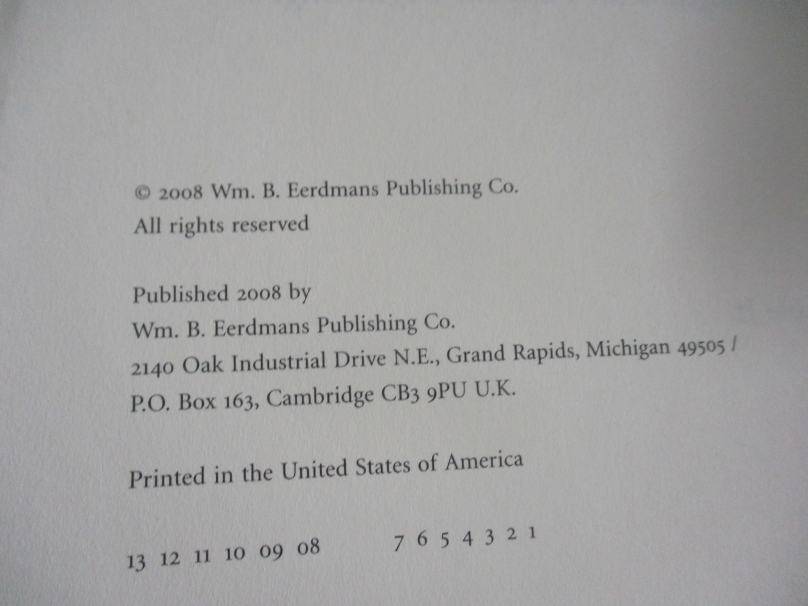 © 2008 Wm. B. Eerdmans Publishing Co.
All rights reserved
Published 2008 by
Wm. B. Eerdmans Publishing Co.
2140 Oak Industrial Drive N.E., Grand Rapids, Michigan 49505 /
P.O. Box 163, Cambridge CB3 9PU U.K.
Printed in the United States of America
13 12 11 10 09 08 7 6 5 4 3 2 1